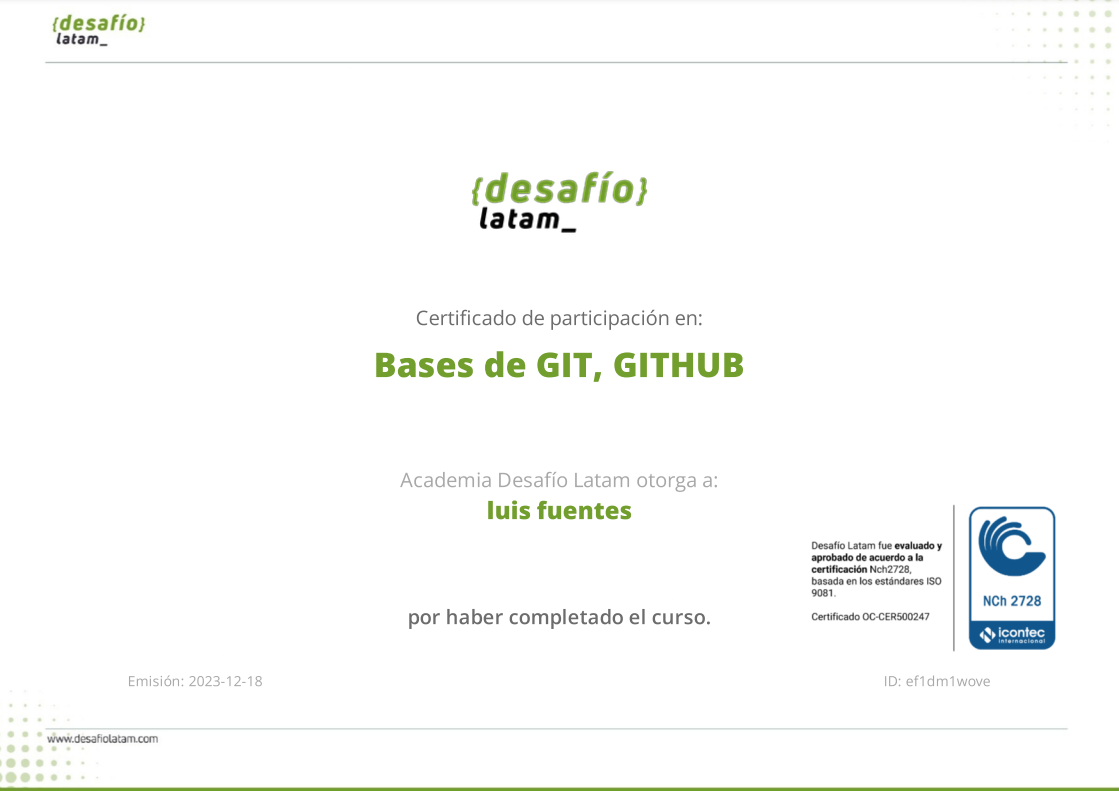 {desafío}
latam_
{desafío}
latam_
Certificado de participación en:
Bases de GIT, GITHUB
Academia Desafío Latam otorga a:
luis fuentes
Desafío Latam fue evaluado y
aprobado de acuerdo a la
certificación Nch2728,
basada en los estándares ISO
9081.
Certificado OC-CER500247
NCh 2728
icontec
internacional
por haber completado el curso.
Emisión: 2023-12-18
ID: ef1dm1wove
www.desafiolatam.com